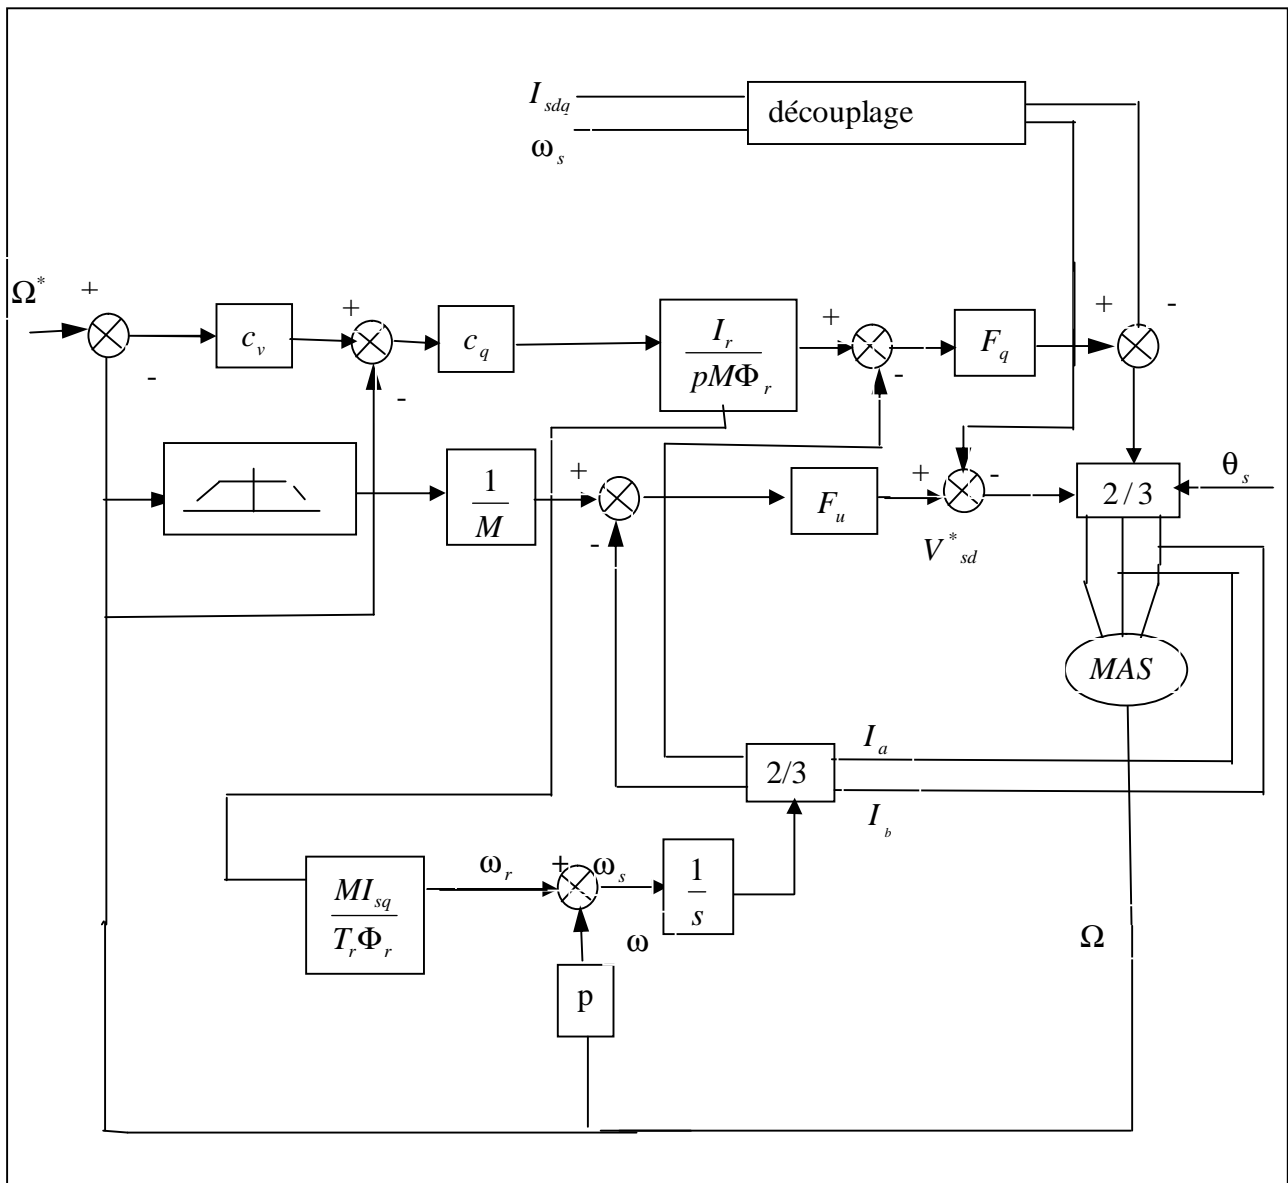 I_sdq
découplage
ω_s
Ω^*
+
-
c_v
+
-
c_q
I_r / pMΦ_r
+
-
F_q
+
-
1/M
+
-
F_u
+
-
V^*_sd
2/3
θ_s
MAS
I_a
2/3
I_b
MI_sq / T_rΦ_r
ω_r
+
ω_s
1/s
ω
Ω
p